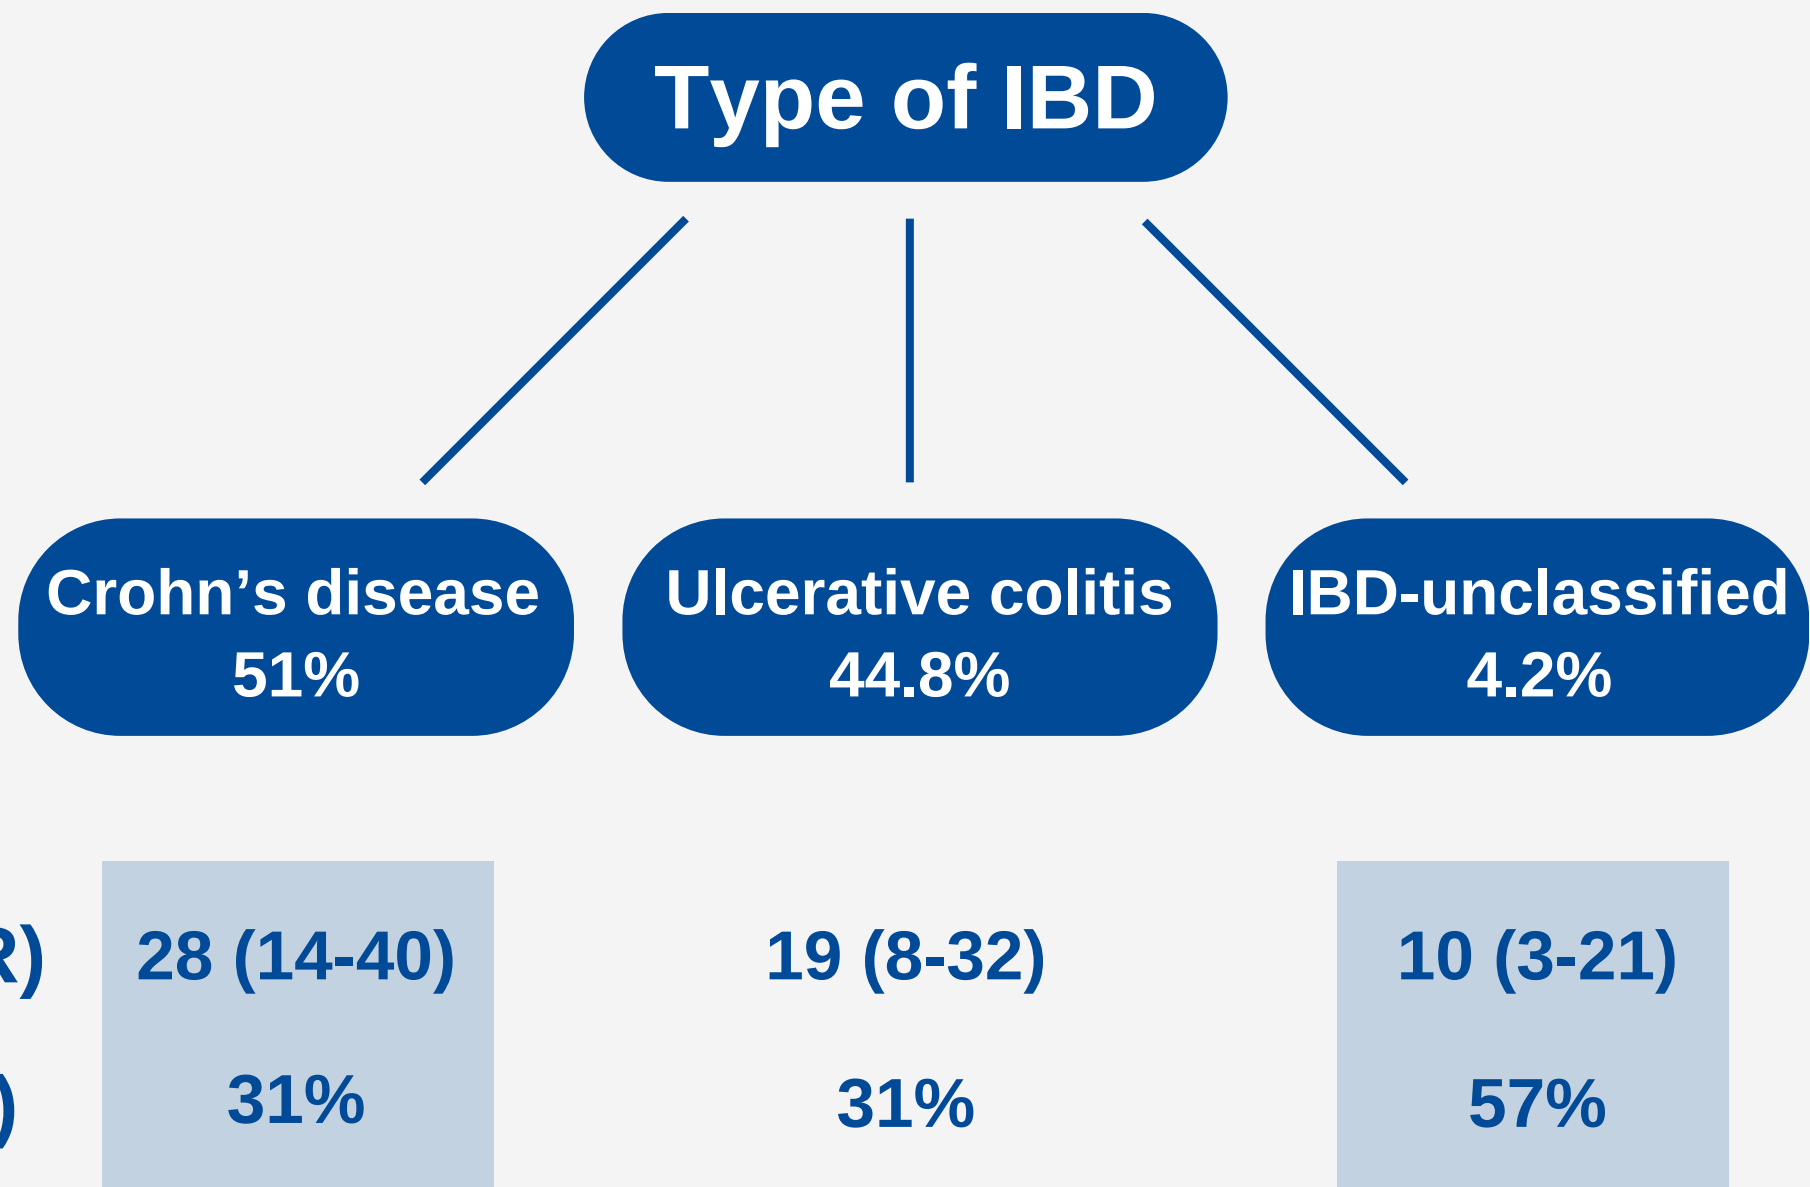 Type of IBD
Crohn’s disease
51%
Ulcerative colitis
44.8%
IBD-unclassified
4.2%
R) 28 (14-40) 19 (8-32) 10 (3-21)
) 31% 31% 57%